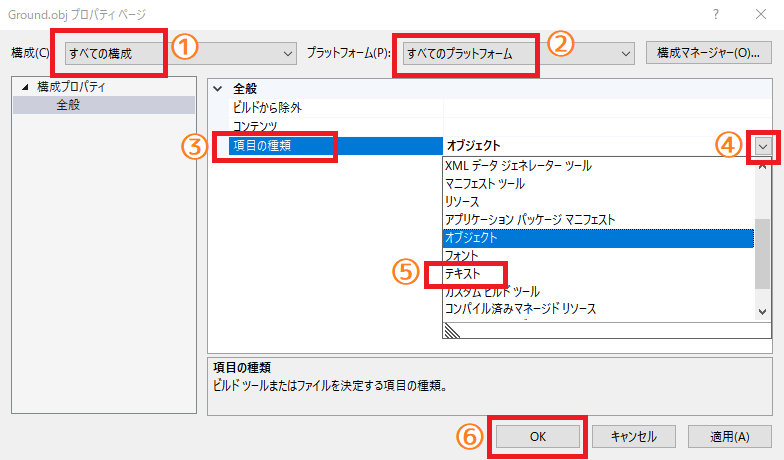 Ground.obj プロパティ ページ
? ×
構成(C): すべての構成 ① プラットフォーム(P): すべてのプラットフォーム ② 構成マネージャー(O)...
構成プロパティ
全般
全般
ビルドから除外
コンテンツ
③ 項目の種類 オブジェクト ④
XML データ ジェネレーター ツール
マニフェスト ツール
リソース
アプリケーション パッケージ マニフェスト
オブジェクト
フォント
⑤ テキスト
カスタム ビルド ツール
コンパイル済みマネージド リソース
項目の種類
ビルド ツールまたはファイルを決定する項目の種類。
⑥ OK キャンセル 適用(A)